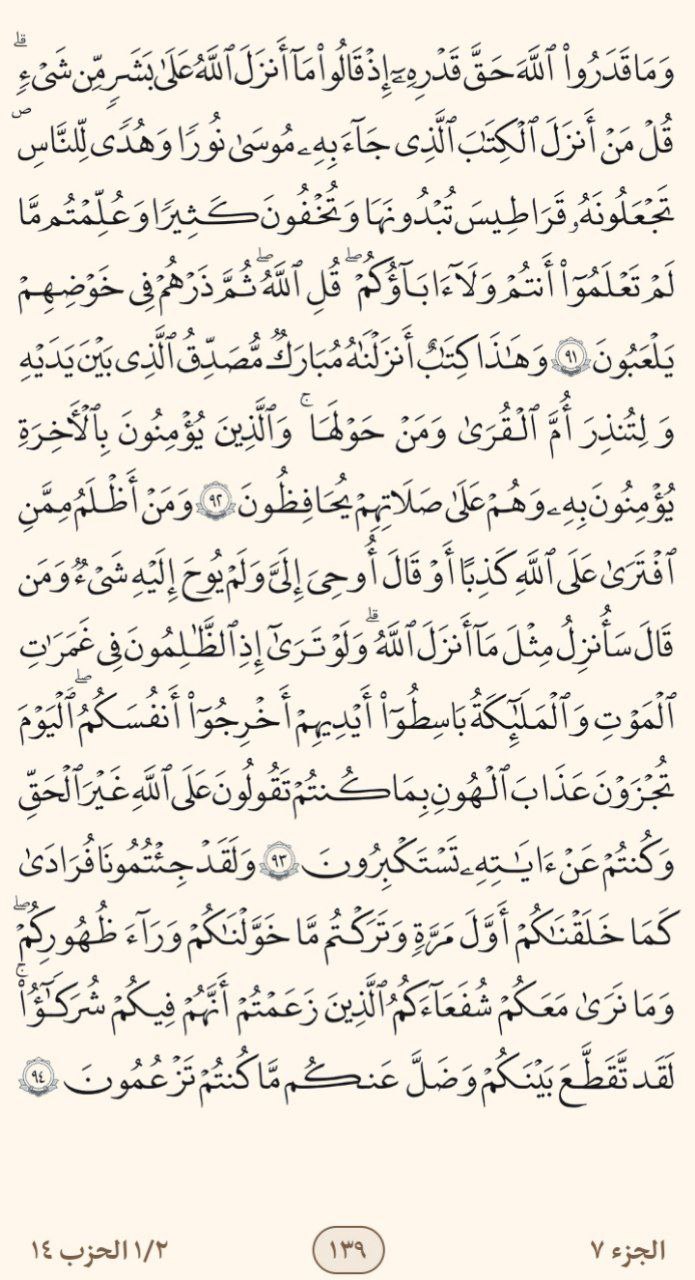 وَمَا قَدَرُوا۟ ٱللَّهَ حَقَّ قَدْرِهِۦٓ إِذْ قَالُوا۟ مَآ أَنزَلَ ٱللَّهُ عَلَىٰ بَشَرٍ مِّن شَىْءٍ ۗ
قُلْ مَنْ أَنزَلَ ٱلْكِتَـٰبَ ٱلَّذِى جَآءَ بِهِۦ مُوسَىٰ نُورًا وَهُدًى لِّلنَّاسِ ۖ
تَجْعَلُونَهُۥ قَرَاطِيسَ تُبْدُونَهَا وَتُخْفُونَ كَثِيرًا وَعُلِّمْتُم مَّا
لَمْ تَعْلَمُوٓا۟ أَنتُمْ وَلَآ ءَابَآؤُكُمْ ۖ قُلِ ٱللَّهُ ۖ ثُمَّ ذَرْهُمْ فِى خَوْضِهِمْ
يَلْعَبُونَ ٩١ وَهَـٰذَا كِتَـٰبٌ أَنزَلْنَـٰهُ مُبَارَكٌ مُّصَدِّقُ ٱلَّذِى بَيْنَ يَدَيْهِ
وَلِتُنذِرَ أُمَّ ٱلْقُرَىٰ وَمَنْ حَوْلَهَا ۚ وَٱلَّذِينَ يُؤْمِنُونَ بِٱلْـَٔاخِرَةِ
يُؤْمِنُونَ بِهِۦ وَهُمْ عَلَىٰ صَلَاتِهِمْ يُحَافِظُونَ ٩٢ وَمَنْ أَظْلَمُ مِمَّنِ
ٱفْتَرَىٰ عَلَى ٱللَّهِ كَذِبًا أَوْ قَالَ أُوحِىَ إِلَىَّ وَلَمْ يُوحَ إِلَيْهِ شَىْءٌ وَمَن
قَالَ سَأُنزِلُ مِثْلَ مَآ أَنزَلَ ٱللَّهُ ۗ وَلَوْ تَرَىٰٓ إِذِ ٱلظَّـٰلِمُونَ فِى غَمَرَٰتِ
ٱلْمَوْتِ وَٱلْمَلَـٰٓئِكَةُ بَاسِطُوٓا۟ أَيْدِيهِمْ أَخْرِجُوٓا۟ أَنفُسَكُمُ ۖ ٱلْيَوْمَ
تُجْزَوْنَ عَذَابَ ٱلْهُونِ بِمَا كُنتُمْ تَقُولُونَ عَلَى ٱللَّهِ غَيْرَ ٱلْحَقِّ
وَكُنتُمْ عَنْ ءَايَـٰتِهِۦ تَسْتَكْبِرُونَ ٩٣ وَلَقَدْ جِئْتُمُونَا فُرَٰدَىٰ
كَمَا خَلَقْنَـٰكُمْ أَوَّلَ مَرَّةٍ وَتَرَكْتُم مَّا خَوَّلْنَـٰكُمْ وَرَآءَ ظُهُورِكُمْ ۖ
وَمَا نَرَىٰ مَعَكُمْ شُفَعَآءَكُمُ ٱلَّذِينَ زَعَمْتُمْ أَنَّهُمْ فِيكُمْ شُرَكَـٰٓؤُا۟ ۚ
لَقَد تَّقَطَّعَ بَيْنَكُمْ وَضَلَّ عَنكُم مَّا كُنتُمْ تَزْعُمُونَ ٩٤
الجزء ٧
١٣٩
١/٢ الحزب ١٤